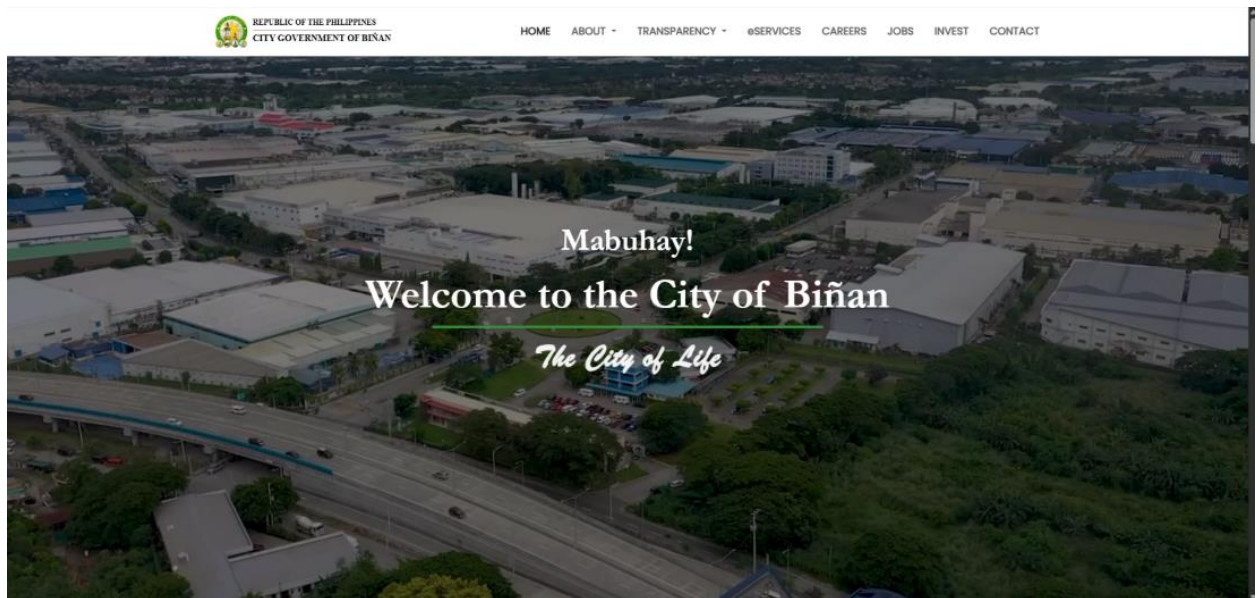 REPUBLIC OF THE PHILIPPINES
CITY GOVERNMENT OF BIÑAN
HOME ABOUT TRANSPARENCY eSERVICES CAREERS JOBS INVEST CONTACT
Mabuhay!
Welcome to the City of Biñan
The City of Life